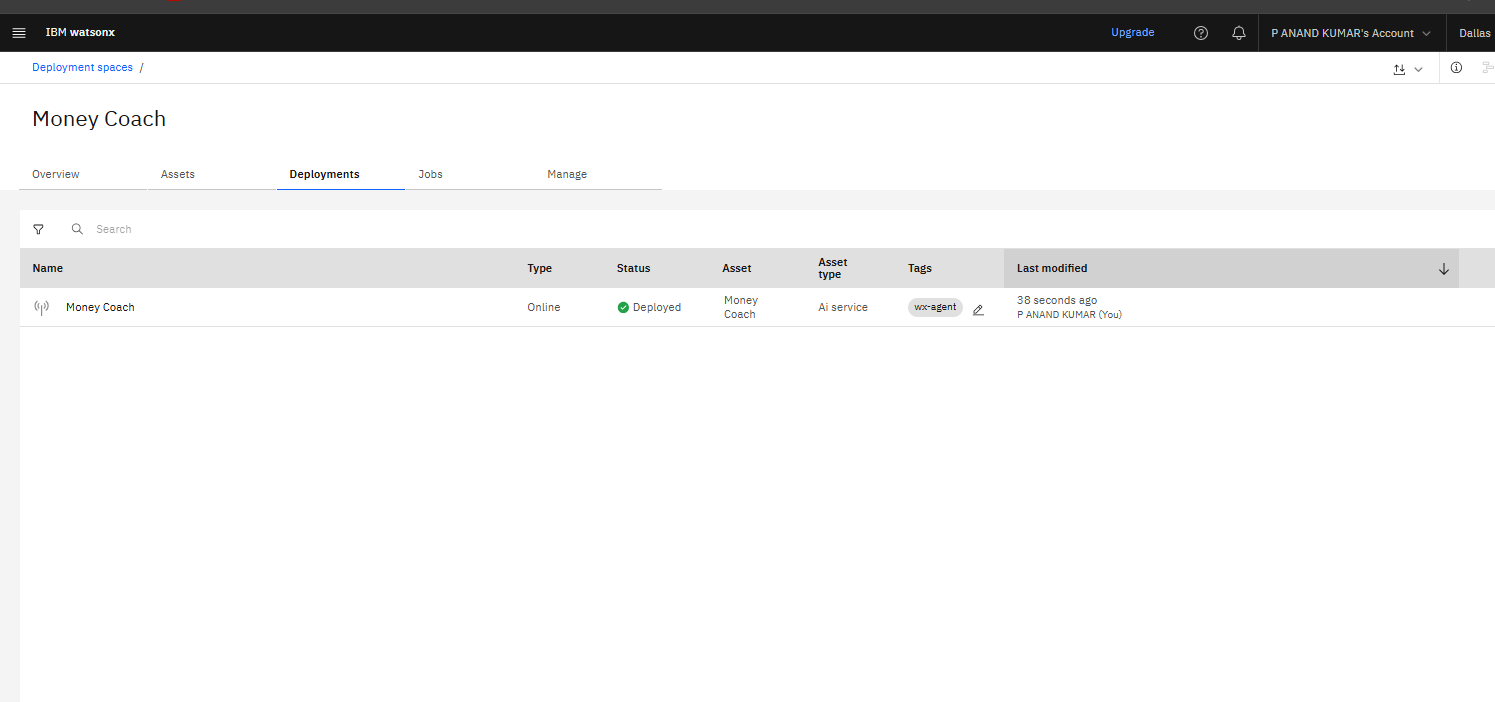 IBM watsonx
Upgrade
P ANAND KUMAR's Account
Dallas
Deployment spaces /
Money Coach
Overview
Assets
Deployments
Jobs
Manage
Search
Name
Type
Status
Asset
Asset
type
Tags
Last modified
Money Coach
Online
Deployed
Money
Coach
Ai service
wx-agent
38 seconds ago
P ANAND KUMAR (You)